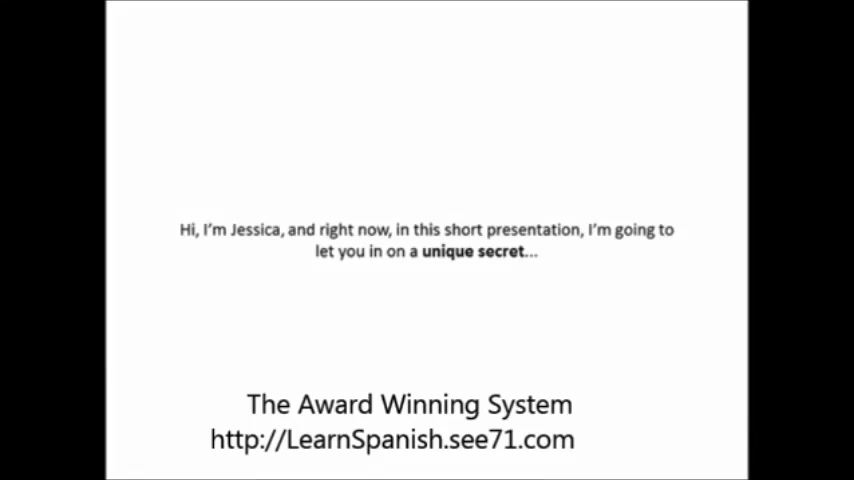 Hi, I'm Jessica, and right now, in this short presentation, I'm going to
let you in on a unique secret...
The Award Winning System
http://LearnSpanish.see71.com